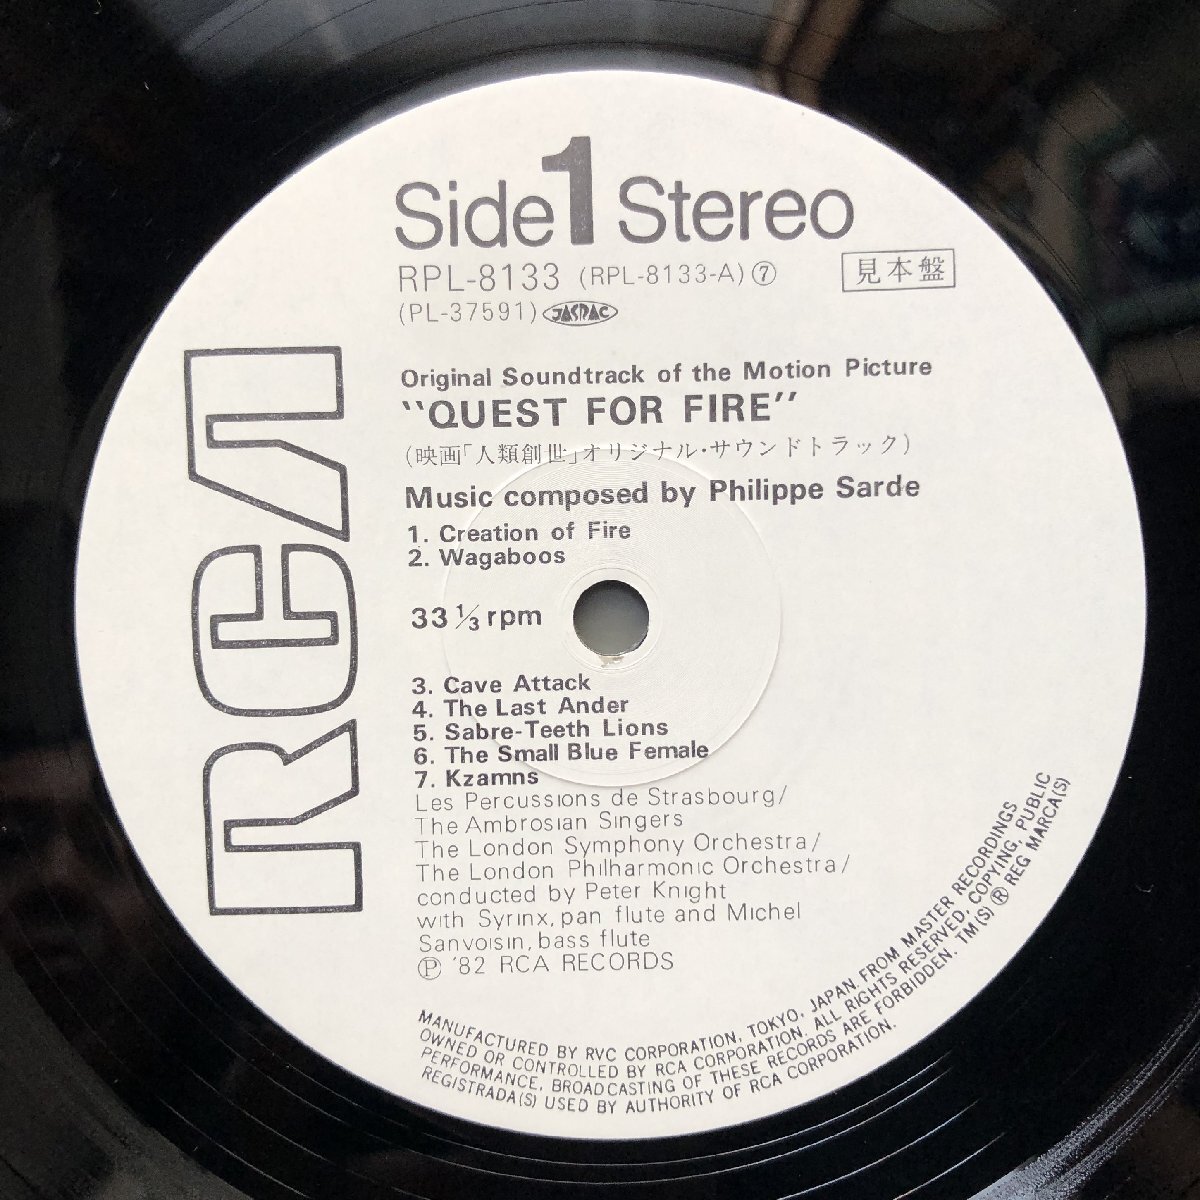 Side 1 Stereo
RPL-8133 (RPL-8133-A) ⑦
見本盤
(PL-37591) JASRAC
RCA
Original Soundtrack of the Motion Picture
"QUEST FOR FIRE"
(映画「人類創世」オリジナル・サウンドトラック)
Music composed by Philippe Sarde
1. Creation of Fire
2. Wagaboos
33 1/3 rpm
3. Cave Attack
4. The Last Ander
5. Sabre-Teeth Lions
6. The Small Blue Female
7. Kzamns
Les Percussions de Strasbourg/
The Ambrosian Singers
The London Symphony Orchestra/
The London Philharmonic Orchestra/
conducted by Peter Knight
with Syrinx, pan flute and Michel
Sanvoisin, bass flute
℗ '82 RCA RECORDS
MANUFACTURED BY RVC CORPORATION, TOKYO, JAPAN FROM MASTER RECORDINGS
OWNED OR CONTROLLED BY RCA CORPORATION. ALL RIGHTS RESERVED; COPYING, PUBLIC
PERFORMANCE, BROADCASTING OF THESE RECORDS ARE FORBIDDEN. TM(S) ® REG MARCA(S)
REGISTRADA(S) USED BY AUTHORITY OF RCA CORPORATION.